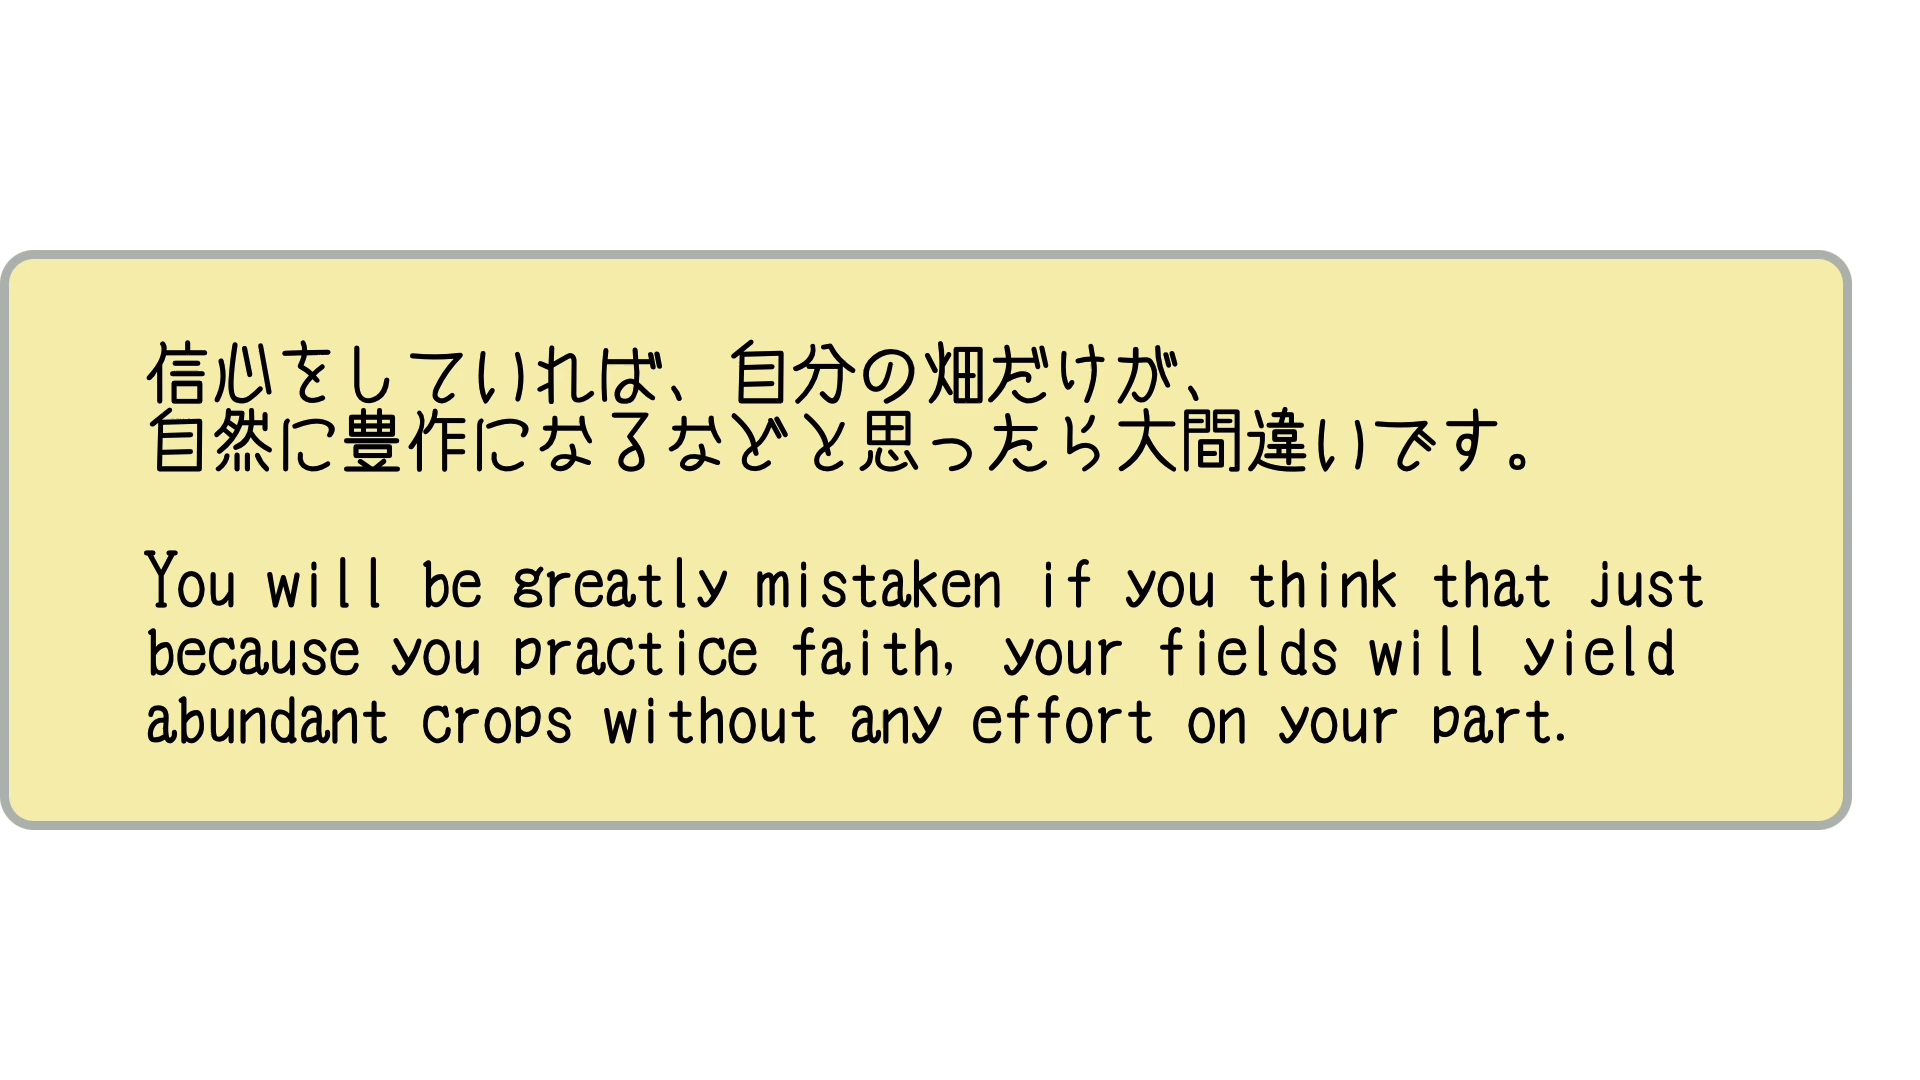 信心をしていれば、自分の畑だけが、
自然に豊作になるなどと思ったら大間違いです。
You will be greatly mistaken if you think that just
because you practice faith, your fields will yield
abundant crops without any effort on your part.